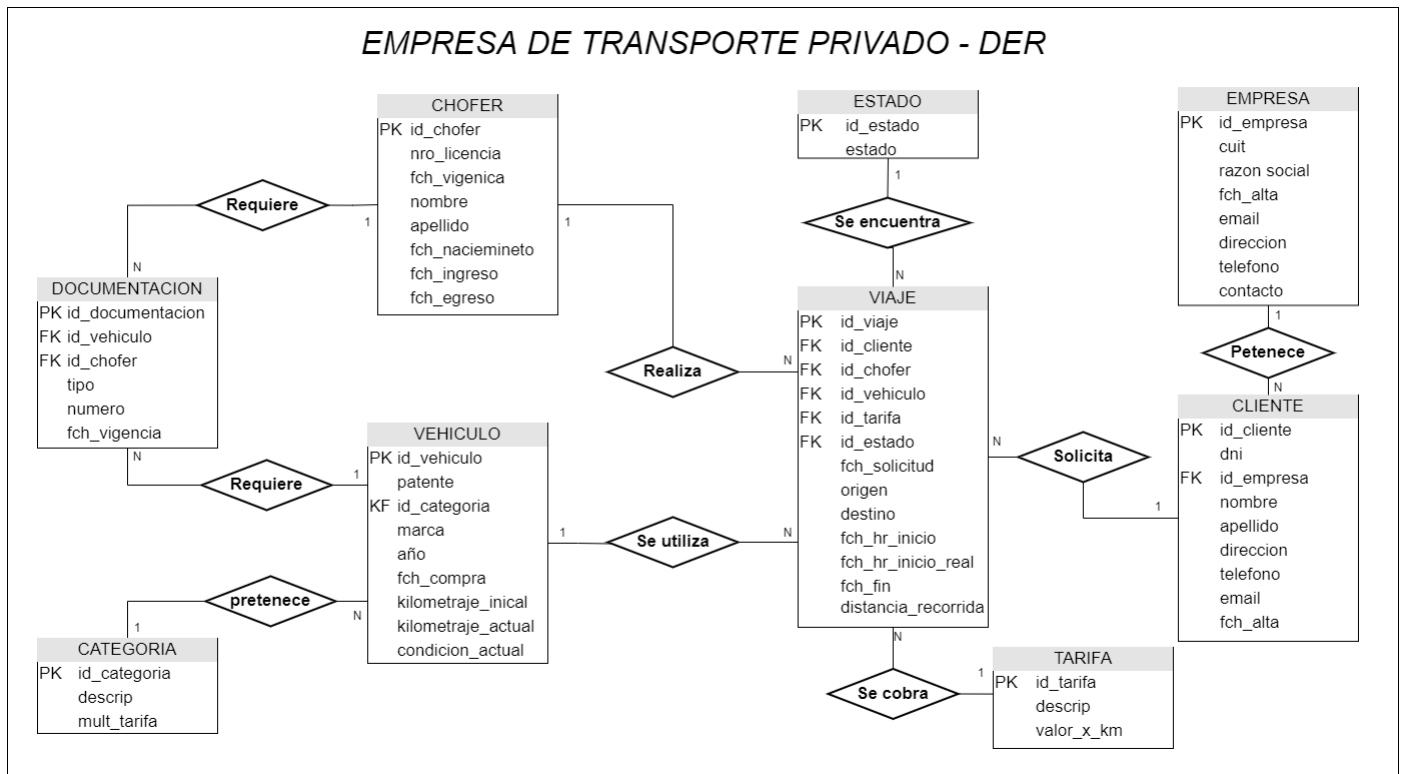 EMPRESA DE TRANSPORTE PRIVADO - DER
CHOFER
PK id_chofer
nro_licencia
fch_vigenica
nombre
apellido
fch_naciemineto
fch_ingreso
fch_egreso
ESTADO
PK id_estado
estado
EMPRESA
PK id_empresa
cuit
razon social
fch_alta
email
direccion
telefono
contacto
Requiere
1
N
1
1
Se encuentra
N
1
Petenece
N
DOCUMENTACION
PK id_documentacion
FK id_vehiculo
FK id_chofer
tipo
numero
fch_vigencia
Realiza
N
VIAJE
PK id_viaje
FK id_cliente
FK id_chofer
FK id_vehiculo
FK id_tarifa
FK id_estado
fch_solicitud
origen
destino
fch_hr_inicio
fch_hr_inicio_real
fch_fin
distancia_recorrida
CLIENTE
PK id_cliente
dni
FK id_empresa
nombre
apellido
direccion
telefono
email
fch_alta
N
Solicita
1
N
Requiere
1
VEHICULO
PK id_vehiculo
patente
KF id_categoria
marca
año
fch_compra
kilometraje_inical
kilometraje_actual
condicion_actual
1
Se utiliza
N
pretenece
N
1
CATEGORIA
PK id_categoria
descrip
mult_tarifa
N
Se cobra
1
TARIFA
PK id_tarifa
descrip
valor_x_km